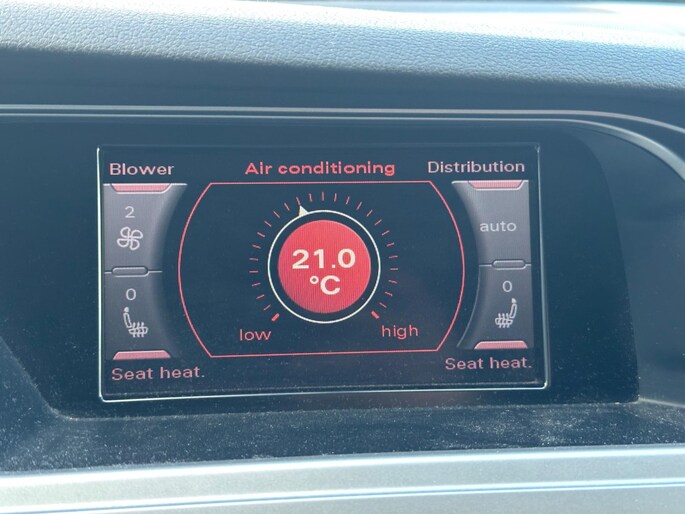 Blower
Air conditioning
Distribution
2
auto
21.0
°C
0
0
low
high
Seat heat.
Seat heat.